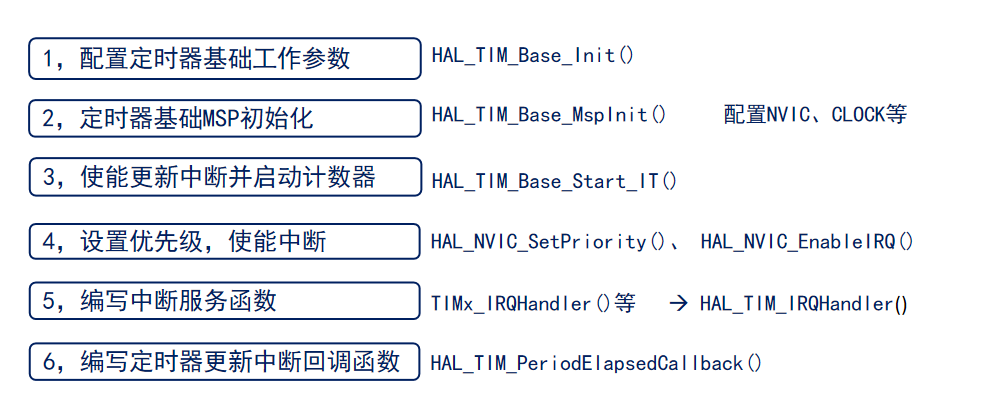 1，配置定时器基础工作参数 HAL_TIM_Base_Init()
2，定时器基础MSP初始化 HAL_TIM_Base_MspInit() 配置NVIC、CLOCK等
3，使能更新中断并启动计数器 HAL_TIM_Base_Start_IT()
4，设置优先级，使能中断 HAL_NVIC_SetPriority()、 HAL_NVIC_EnableIRQ()
5，编写中断服务函数 TIMx_IRQHandler()等 → HAL_TIM_IRQHandler()
6，编写定时器更新中断回调函数 HAL_TIM_PeriodElapsedCallback()